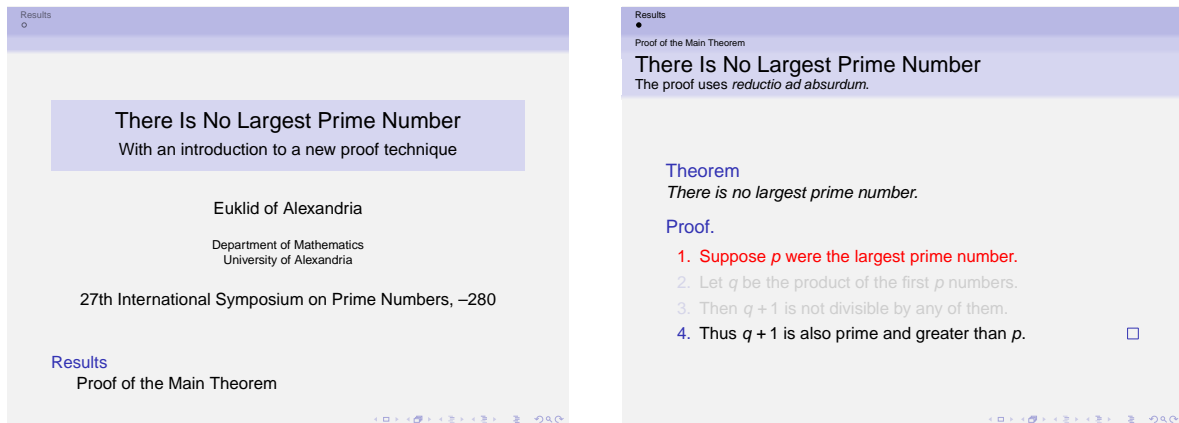 Results
There Is No Largest Prime Number
With an introduction to a new proof technique
Euklid of Alexandria
Department of Mathematics
University of Alexandria
27th International Symposium on Prime Numbers, –280
Results
Proof of the Main Theorem
Results
Proof of the Main Theorem
There Is No Largest Prime Number
The proof uses reductio ad absurdum.
Theorem
There is no largest prime number.
Proof.
1. Suppose p were the largest prime number.
2. Let q be the product of the first p numbers.
3. Then q + 1 is not divisible by any of them.
4. Thus q + 1 is also prime and greater than p.